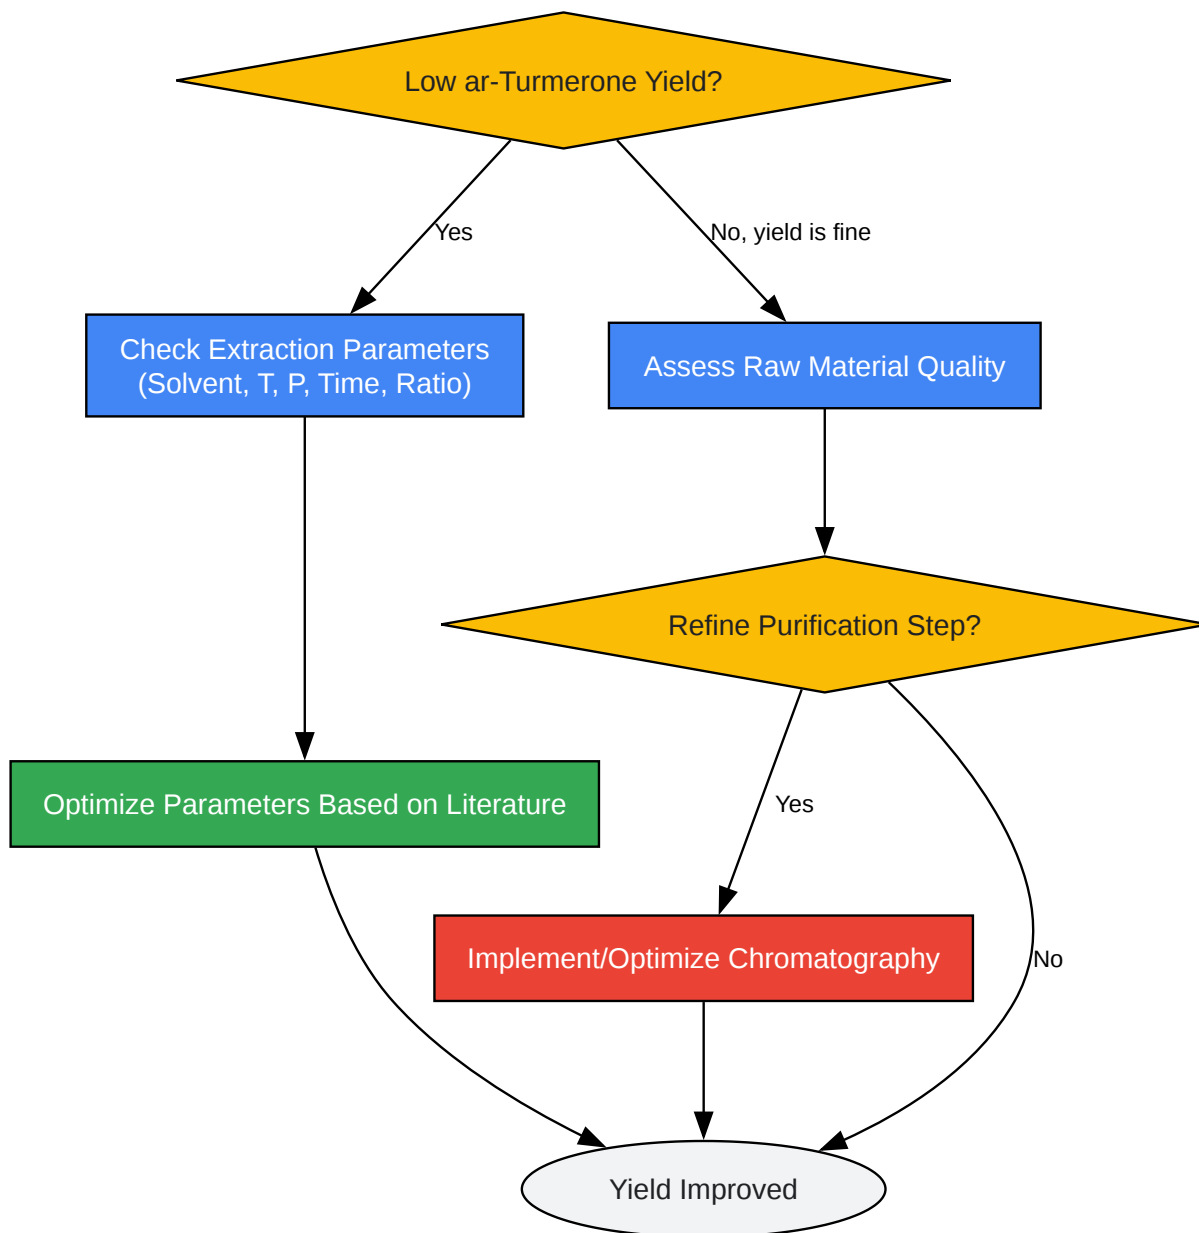 Low ar-Turmerone Yield?
Yes
No, yield is fine
Check Extraction Parameters
(Solvent, T, P, Time, Ratio)
Assess Raw Material Quality
Refine Purification Step?
Optimize Parameters Based on Literature
Yes
Implement/Optimize Chromatography
No
Yield Improved